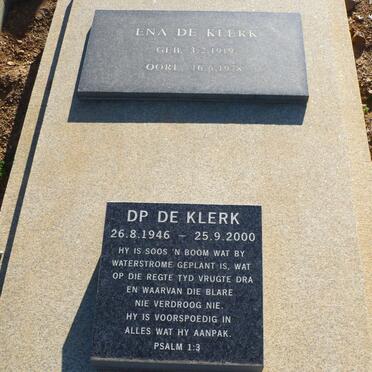 ENA DE KLERK
GEB. 3.2.1919
OORL. 16.6.1978
DP DE KLERK
26.8.1946 – 25.9.2000
HY IS SOOS 'N BOOM WAT BY
WATERSTROME GEPLANT IS, WAT
OP DIE REGTE TYD VRUGTE DRA
EN WAARVAN DIE BLARE
NIE VERDROOG NIE.
HY IS VOORSPOEDIG IN
ALLES WAT HY AANPAK.
PSALM 1:3